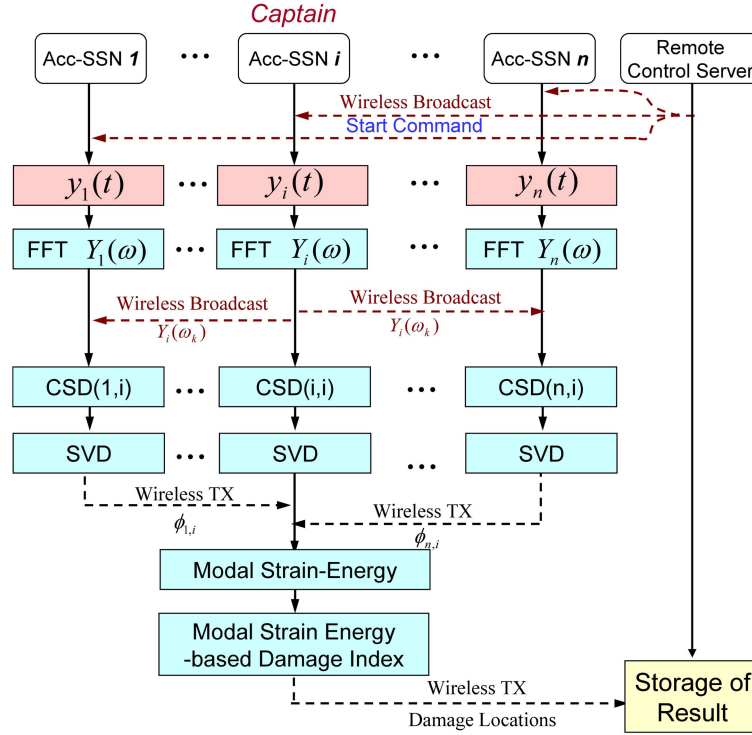 Captain
Acc-SSN 1
...
Acc-SSN i
...
Acc-SSN n
Remote
Control Server
Wireless Broadcast
Start Command
y₁(t)
...
yᵢ(t)
...
yₙ(t)
FFT Y₁(ω)
...
FFT Yᵢ(ω)
...
FFT Yₙ(ω)
Wireless Broadcast
Yᵢ(ωₖ)
Wireless Broadcast
Yᵢ(ωₖ)
CSD(1,i)
...
CSD(i,i)
...
CSD(n,i)
SVD
...
SVD
...
SVD
Wireless TX
ϕ₁,ᵢ
Wireless TX
ϕₙ,ᵢ
Modal Strain-Energy
Modal Strain Energy
-based Damage Index
Wireless TX
Damage Locations
Storage of
Result